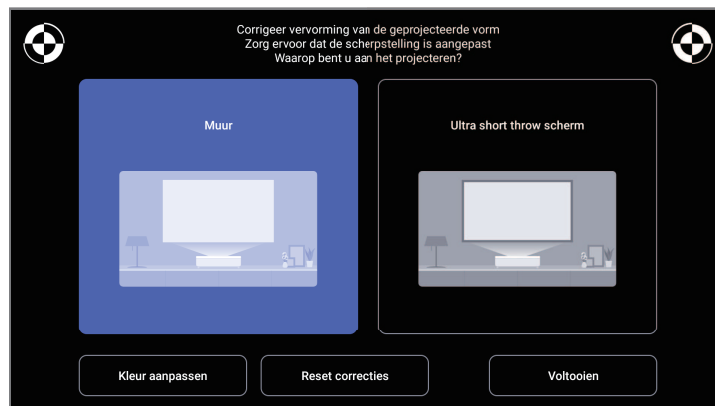 Corrigeer vervorming van de geprojecteerde vorm
Zorg ervoor dat de scherpstelling is aangepast
Waarop bent u aan het projecteren?
Muur
Ultra short throw scherm
Kleur aanpassen
Reset correcties
Voltooien